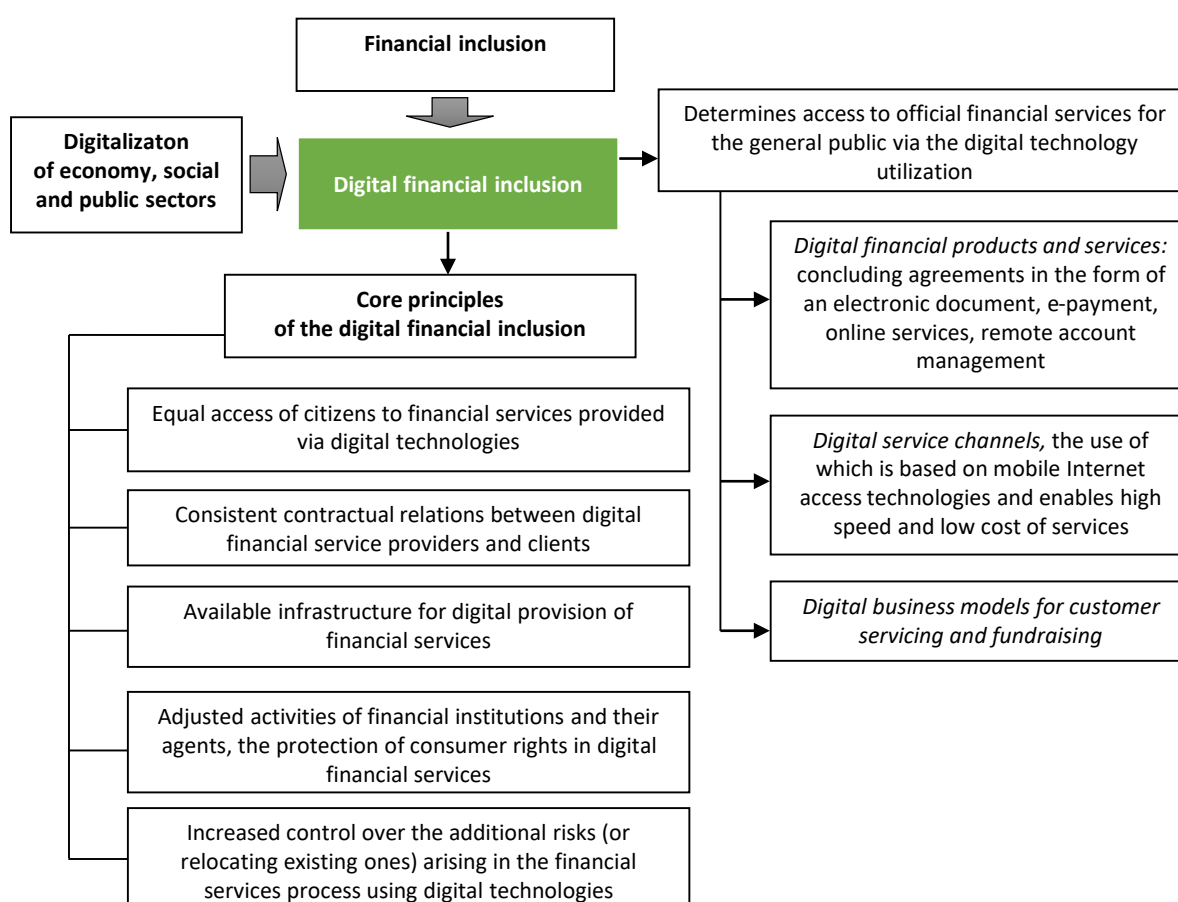 Financial inclusion
Digitalizaton
of economy, social
and public sectors
Digital financial inclusion
Determines access to official financial services for
the general public via the digital technology
utilization
Core principles
of the digital financial inclusion
Equal access of citizens to financial services provided
via digital technologies
Consistent contractual relations between digital
financial service providers and clients
Available infrastructure for digital provision of
financial services
Adjusted activities of financial institutions and their
agents, the protection of consumer rights in digital
financial services
Increased control over the additional risks (or
relocating existing ones) arising in the financial
services process using digital technologies
Digital financial products and services:
concluding agreements in the form of
an electronic document, e-payment,
online services, remote account
management
Digital service channels, the use of
which is based on mobile Internet
access technologies and enables high
speed and low cost of services
Digital business models for customer
servicing and fundraising